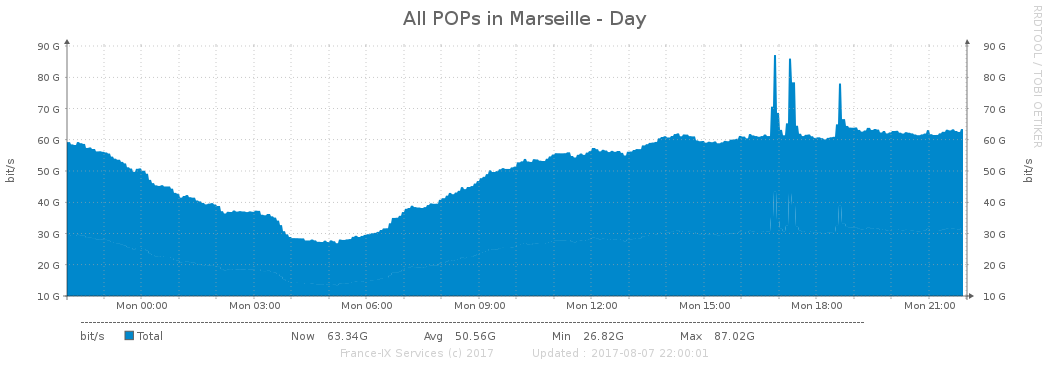 All POPs in Marseille - Day
RRDTOOL / TOBI OETIKER
90 G 90 G
80 G 80 G
70 G 70 G
60 G 60 G
50 G 50 G
40 G 40 G
30 G 30 G
20 G 20 G
10 G 10 G
bit/s bit/s
Mon 00:00 Mon 03:00 Mon 06:00 Mon 09:00 Mon 12:00 Mon 15:00 Mon 18:00 Mon 21:00
bit/s Total Now 63.34G Avg 50.56G Min 26.82G Max 87.02G
France-IX Services (c) 2017 Updated : 2017-08-07 22:00:01